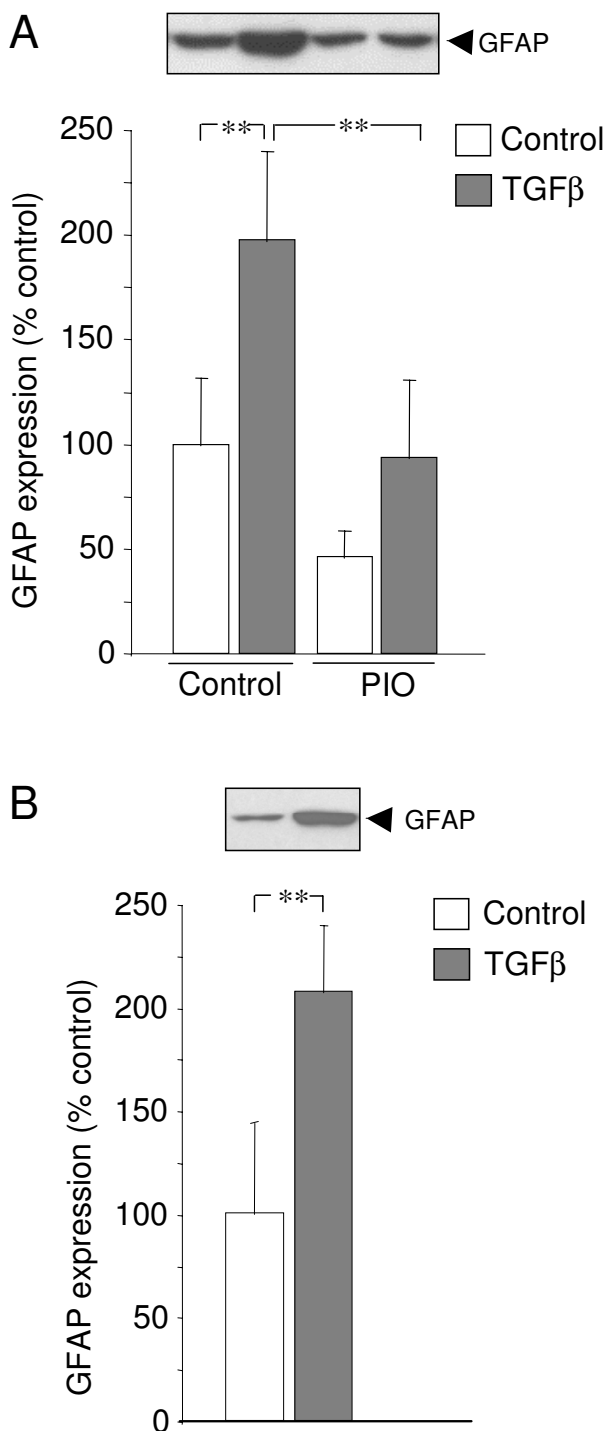 A
GFAP
** **
Control
TGFβ
GFAP expression (% control)
250
200
150
100
50
0
Control PIO
B
GFAP
**
Control
TGFβ
GFAP expression (% control)
250
200
150
100
50
0